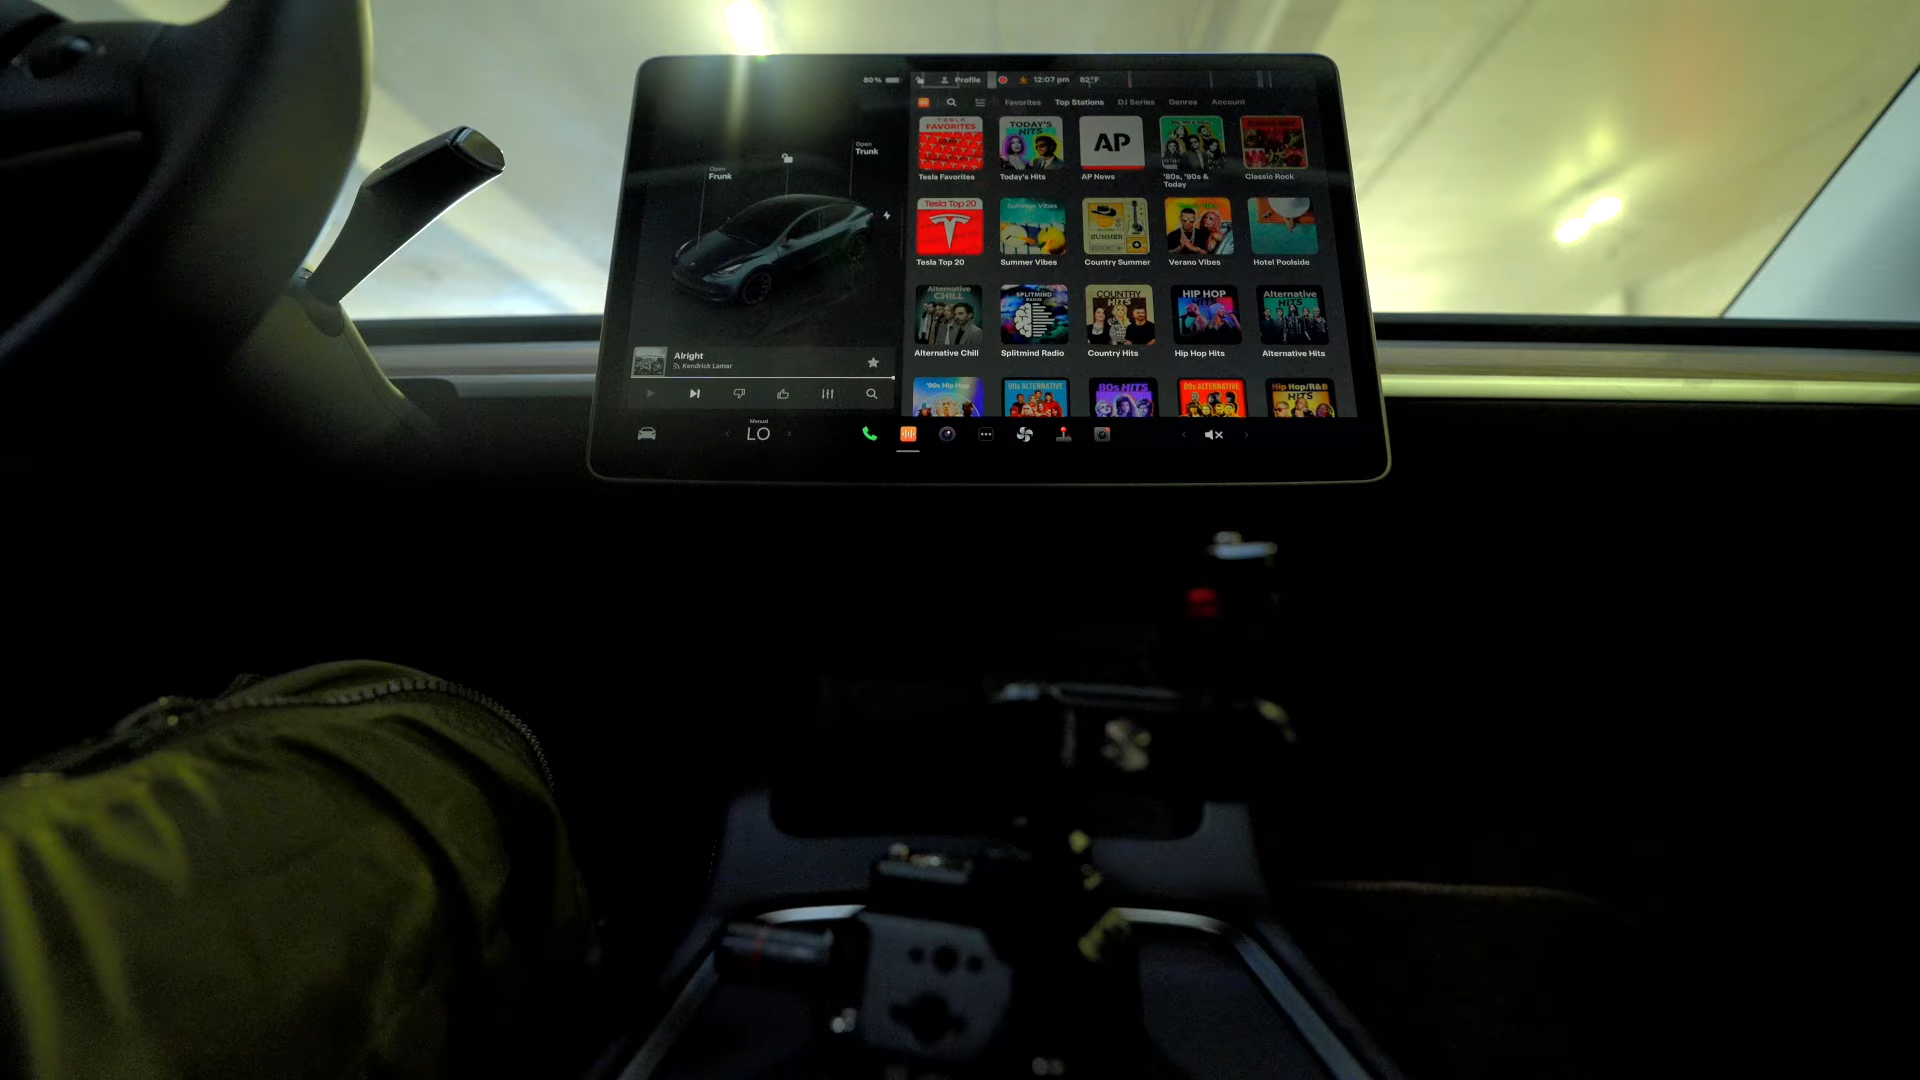 80%
Profile
12:07 pm
82°F
Favorites
Top Stations
DJ Series
Genres
Account
Open
Frunk
Open
Trunk
TESLA
FAVORITES
TODAY'S
HITS
AP
Tesla Favorites
Today's Hits
AP News
'80s, '90s &
Today
Classic Rock
Tesla Top 20
Summer Vibes
SUMMER
Tesla Top 20
Summer Vibes
Country Summer
Verano Vibes
Hotel Poolside
Alternative
CHILL
SPLITMIND
RADIO
COUNTRY
HITS
HIP HOP
HITS
Alternative
HITS
Alternative Chill
Splitmind Radio
Country Hits
Hip Hop Hits
Alternative Hits
'90s Hip Hop
90s ALTERNATIVE
80s HITS
80s ALTERNATIVE
Hip Hop/R&B
HITS
Alright
Kendrick Lamar
Manual
LO